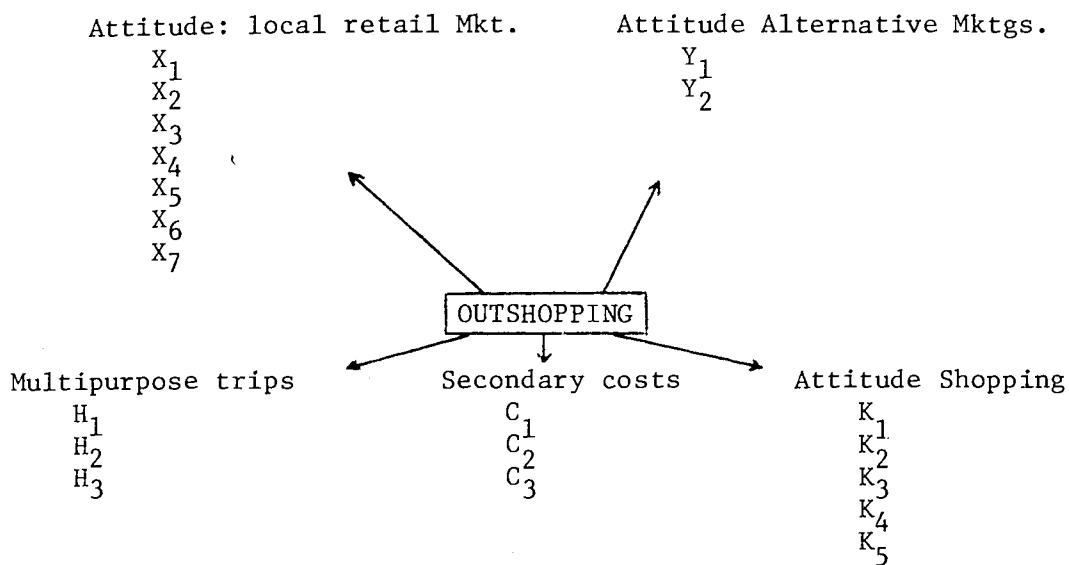 Attitude: local retail Mkt.
X1
X2
X3
X4
X5
X6
X7
Attitude Alternative Mktgs.
Y1
Y2
OUTSHOPPING
Multipurpose trips
H1
H2
H3
Secondary costs
C1
C2
C3
Attitude Shopping
K1
K2
K3
K4
K5